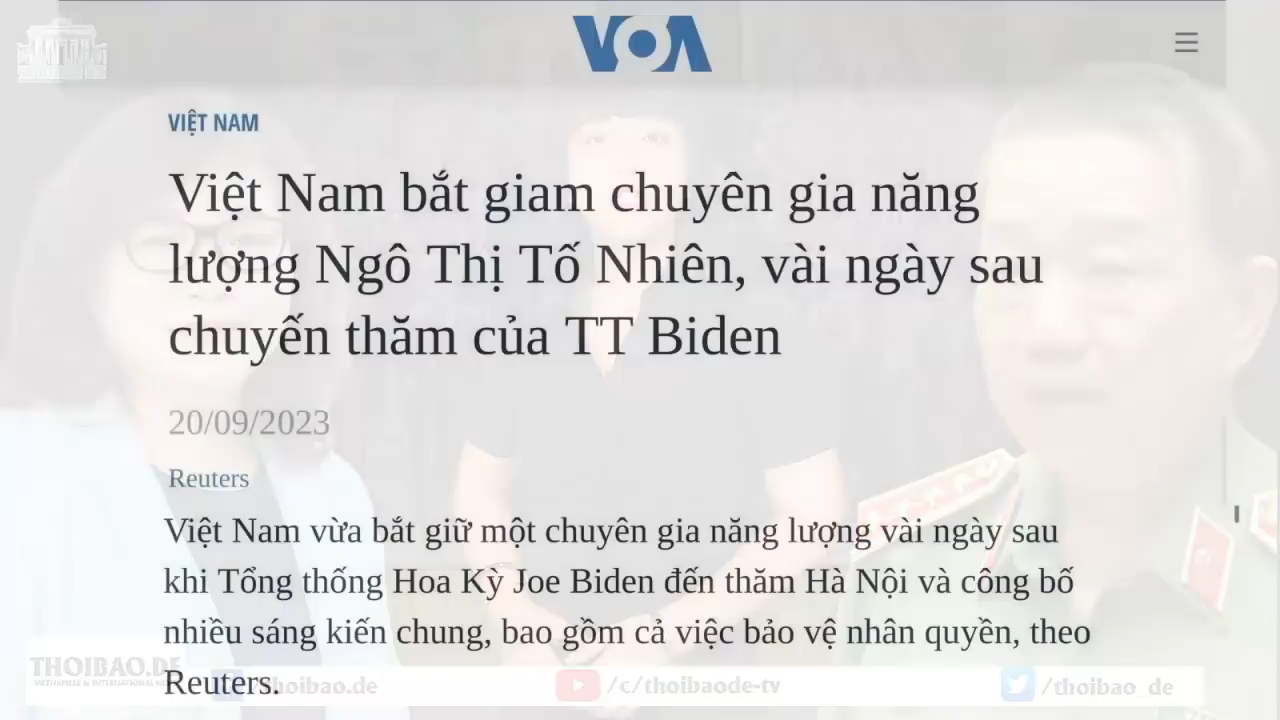 VOA
VIỆT NAM
Việt Nam bắt giam chuyên gia năng
lượng Ngô Thị Tố Nhiên, vài ngày sau
chuyến thăm của TT Biden
20/09/2023
Reuters
Việt Nam vừa bắt giữ một chuyên gia năng lượng vài ngày sau
khi Tổng thống Hoa Kỳ Joe Biden đến thăm Hà Nội và công bố
nhiều sáng kiến chung, bao gồm cả việc bảo vệ nhân quyền, theo
Reuters.
THOIBAO.DE
VIETNAMESE & INTERNATIONAL
thoibao.de
/c/thoibaode-tv
/thoibao_de